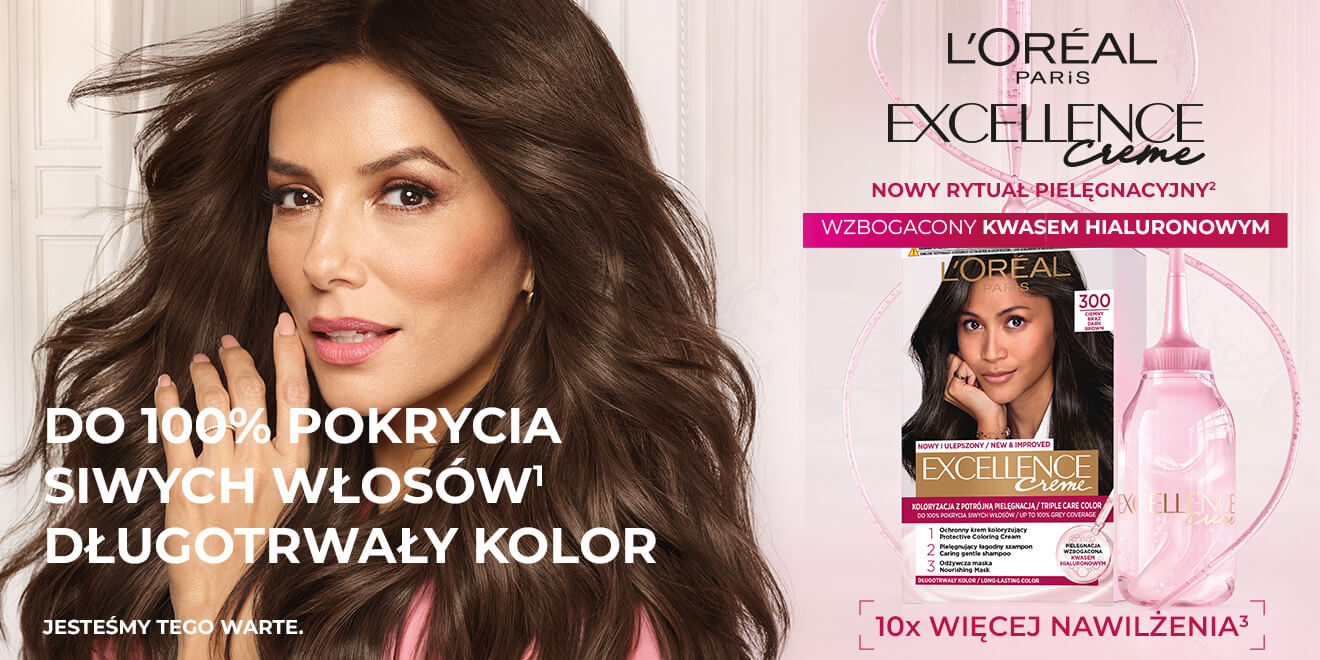 DO 100% POKRYCIA
SIWYCH WŁOSÓW¹
DŁUGOTRWAŁY KOLOR
JESTEŚMY TEGO WARTE.
L'ORÉAL
PARiS
EXCELLENCE
Creme
NOWY RYTUAŁ PIELĘGNACYJNY²
WZBOGACONY KWASEM HIALURONOWYM
L'ORÉAL
PARIS
300
CIEMNY
BRĄZ
DARK
BROWN
NOWY I ULEPSZONY / NEW & IMPROVED
EXCELLENCE
Creme
KOLORYZACJA Z POTRÓJNĄ PIELĘGNACJĄ / TRIPLE CARE COLOR
DO 100% POKRYCIA SIWYCH WŁOSÓW / UP TO 100% GREY COVERAGE
1 Ochronny krem koloryzujący
Protective Coloring Cream
2 Pielęgnujący łagodny szampon
Caring gentle shampoo
3 Odżywcza maska
Nourishing Mask
PIELĘGNACJA
WZBOGACONA
KWASEM
HIALURONOWYM
DŁUGOTRWAŁY KOLOR / LONG-LASTING COLOR
EXCELLENCE
Creme
10x WIĘCEJ NAWILŻENIA³